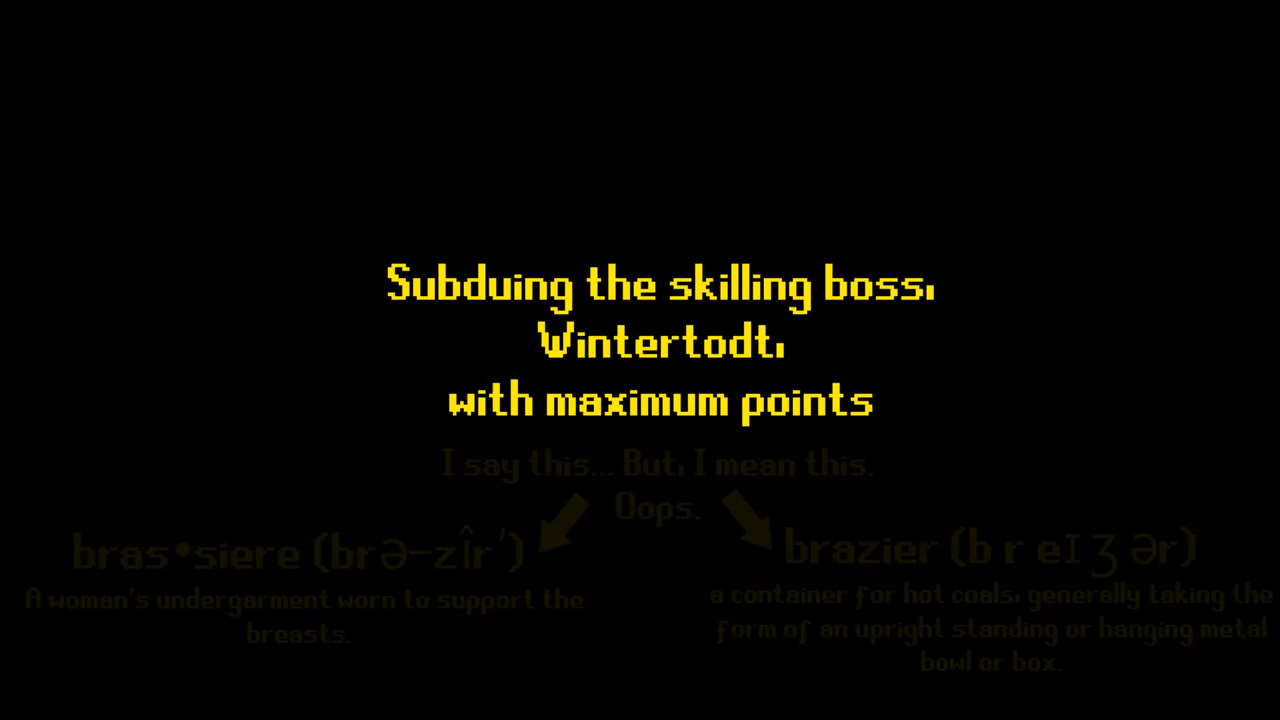 Subduing the skilling boss,
Wintertodt,
with maximum points
I say this... But, I mean this.
Oops.
bras•siere (brə-zîr′)
A woman's undergarment worn to support the
breasts.
brazier (b r eɪ ʒ ər)
a container for hot coals, generally taking the
form of an upright standing or hanging metal
bowl or box.